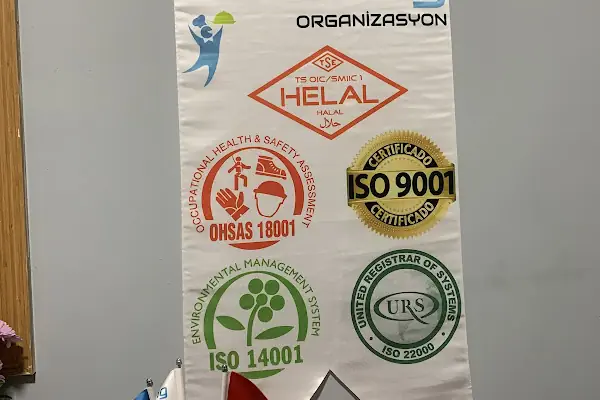 ORGANİZASYON
TSE
TS OIC/SMIIC 1
HELAL
HALAL
حلال
OCCUPATIONAL HEALTH & SAFETY ASSESSMENT
OHSAS 18001
CERTIFICADO
ISO 9001
CERTIFICADO
ENVIRONMENTAL MANAGEMENT SYSTEM
ISO 14001
UNITED REGISTRAR OF SYSTEMS
URS
ISO 22000